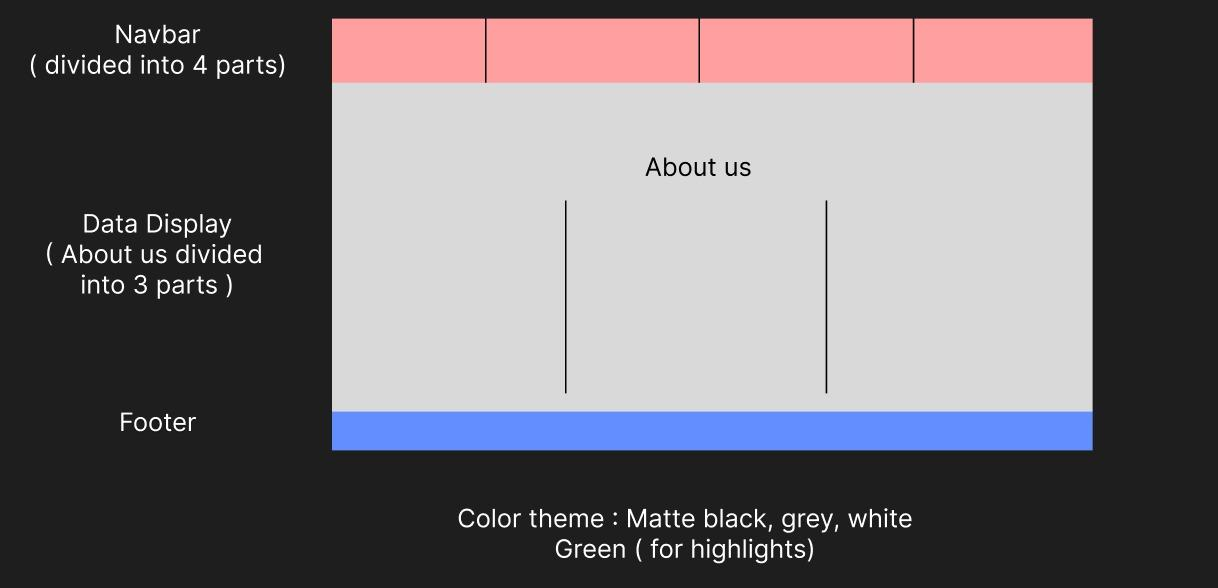 Navbar
( divided into 4 parts)
About us
Data Display
( About us divided
into 3 parts )
Footer
Color theme : Matte black, grey, white
Green ( for highlights)